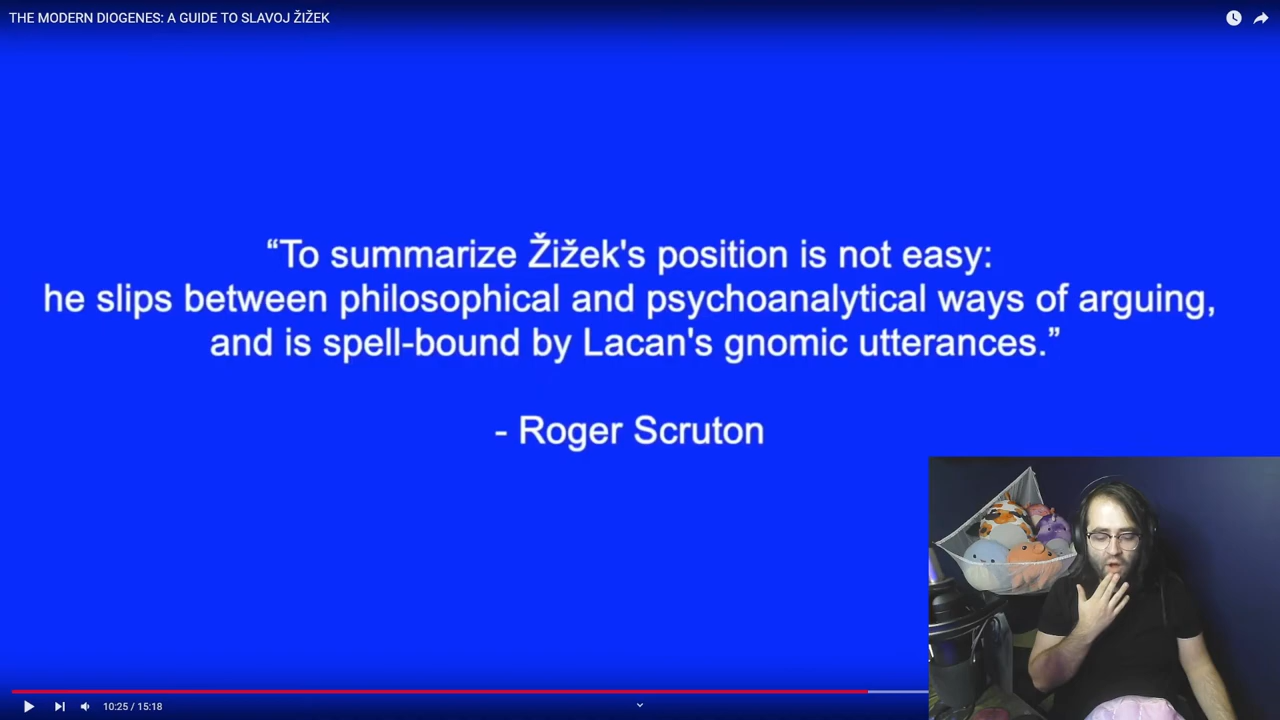 THE MODERN DIOGENES: A GUIDE TO SLAVOJ ŽIŽEK
“To summarize Žižek's position is not easy:
he slips between philosophical and psychoanalytical ways of arguing,
and is spell-bound by Lacan's gnomic utterances.”
- Roger Scruton
10:25 / 15:18